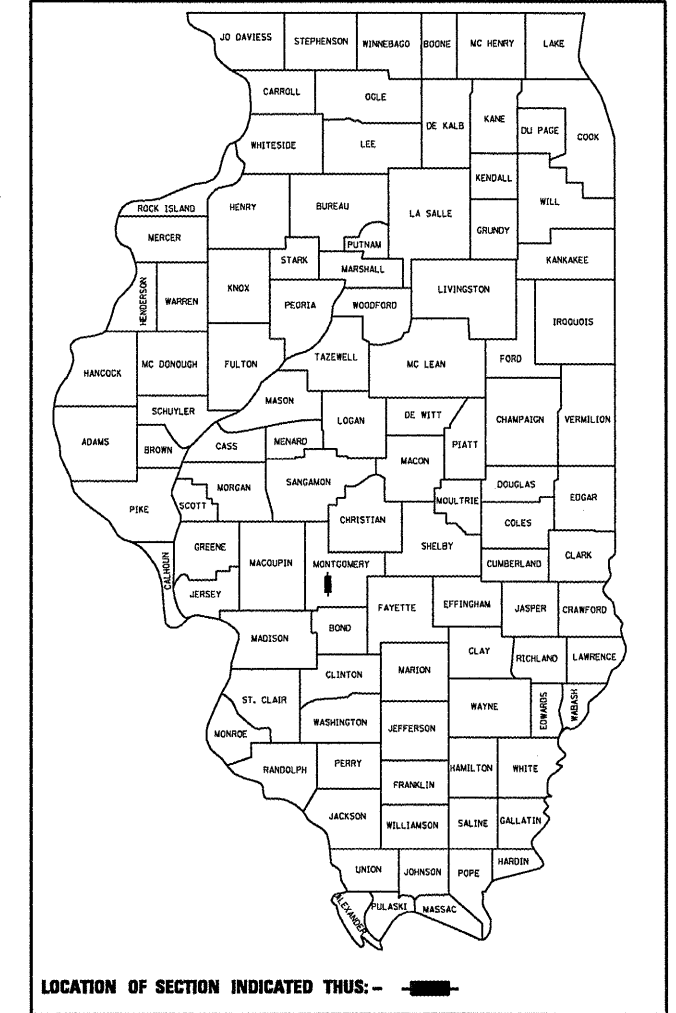 JO DAVIESS STEPHENSON WINNEBAGO BOONE MC HENRY LAKE
CARROLL OGLE
DE KALB KANE DU PAGE COOK
WHITESIDE LEE
KENDALL
WILL
ROCK ISLAND HENRY BUREAU LA SALLE
GRUNDY
MERCER PUTNAM
STARK MARSHALL KANKAKEE
HENDERSON WARREN KNOX
PEORIA WOODFORD LIVINGSTON
IROQUOIS
HANCOCK MC DONOUGH FULTON TAZEWELL MC LEAN FORD
SCHUYLER MASON
LOGAN DE WITT CHAMPAIGN VERMILION
ADAMS BROWN CASS MENARD PIATT
MACON
MORGAN SANGAMON DOUGLAS
PIKE SCOTT MOULTRIE EDGAR
CHRISTIAN COLES
GREENE MACOUPIN SHELBY
CALHOUN MONTGOMERY CUMBERLAND CLARK
JERSEY
FAYETTE EFFINGHAM JASPER CRAWFORD
MADISON BOND
CLAY RICHLAND LAWRENCE
CLINTON MARION
ST. CLAIR WAYNE EDWARDS WABASH
WASHINGTON JEFFERSON
MONROE
RANDOLPH PERRY HAMILTON WHITE
FRANKLIN
JACKSON WILLIAMSON SALINE GALLATIN
UNION JOHNSON POPE HARDIN
ALEXANDER PULASKI MASSAC
LOCATION OF SECTION INDICATED THUS: -